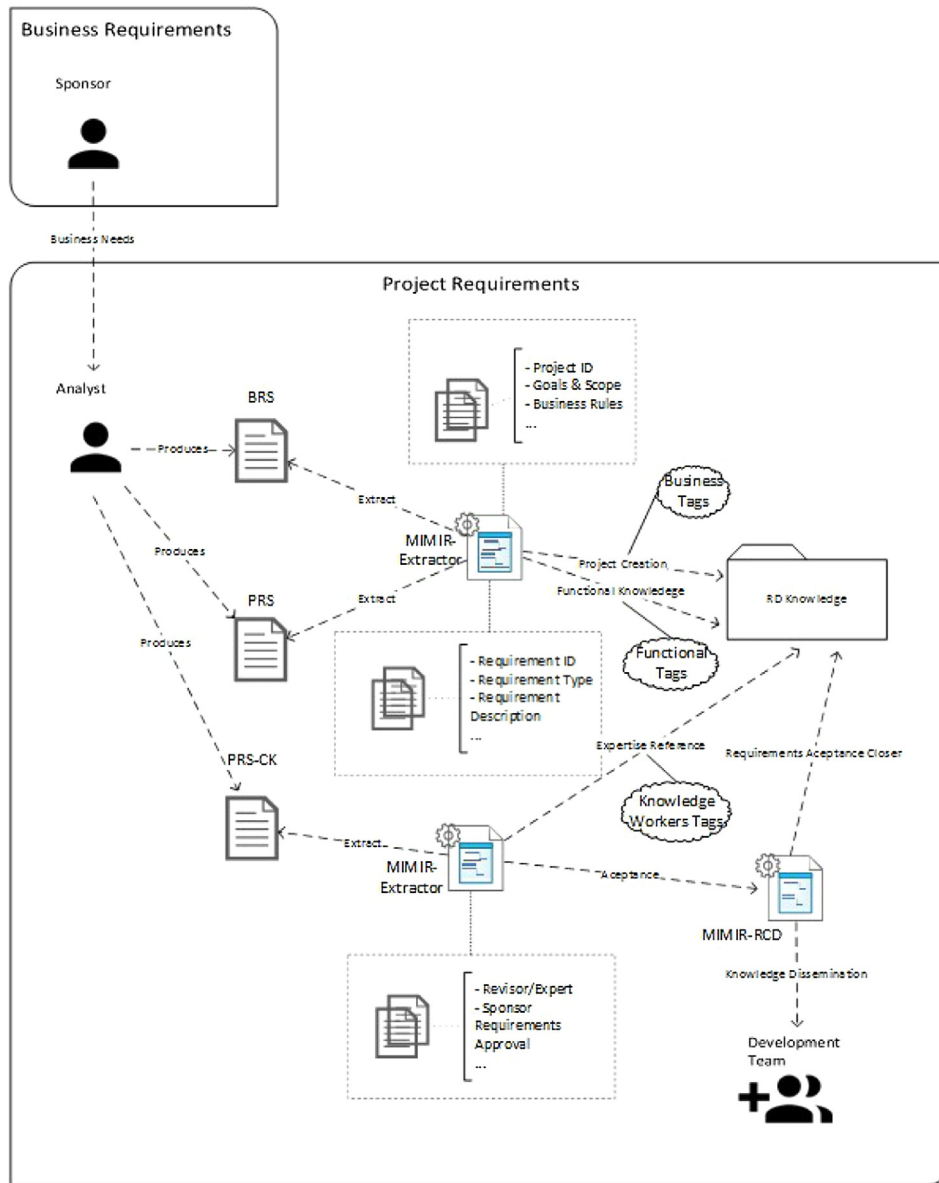 Business Requirements
Sponsor
Business Needs
Project Requirements
- Project ID
- Goals & Scope
- Business Rules
...
Analyst
BRS
Produces
Extract
Business
Tags
MIMIR-
Extractor
Project Creation
Functional Knowledege
RD Knowledge
Produces
PRS
Extract
Produces
Functional
Tags
- Requirement ID
- Requirement Type
- Requirement
Description
...
Expertise Reference
Requirements Aceptance Closer
PRS-CK
Knowledge
Workers Tags
Extract
MIMIR-
Extractor
Aceptance
MIMIR-RCD
Knowledge Dissemination
- Revisor/Expert
- Sponsor
Requirements
Approval
...
Development
Team